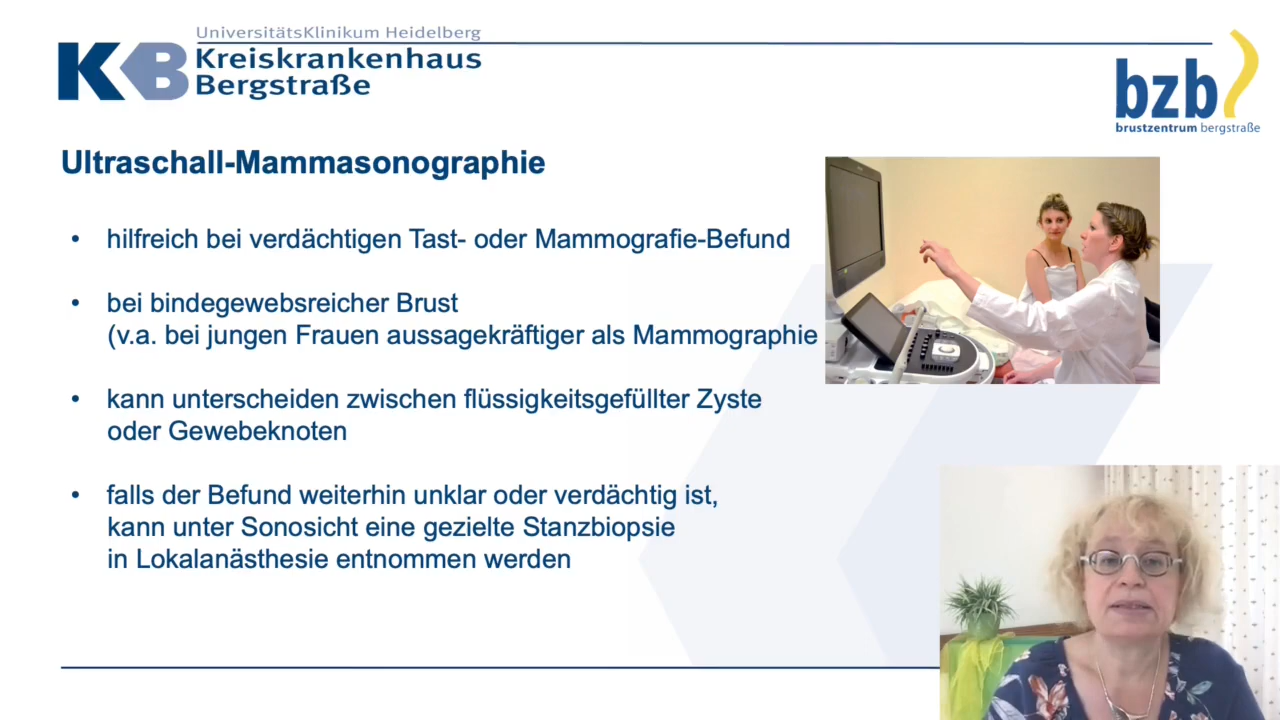 UniversitätsKlinikum Heidelberg
KB Kreiskrankenhaus
Bergstraße
bzb
brustzentrum bergstraße
Ultraschall-Mammasonographie
• hilfreich bei verdächtigen Tast- oder Mammografie-Befund
• bei bindegewebsreicher Brust
(v.a. bei jungen Frauen aussagekräftiger als Mammographie
• kann unterscheiden zwischen flüssigkeitsgefüllter Zyste
oder Gewebeknoten
• falls der Befund weiterhin unklar oder verdächtig ist,
kann unter Sonosicht eine gezielte Stanzbiopsie
in Lokalanästhesie entnommen werden